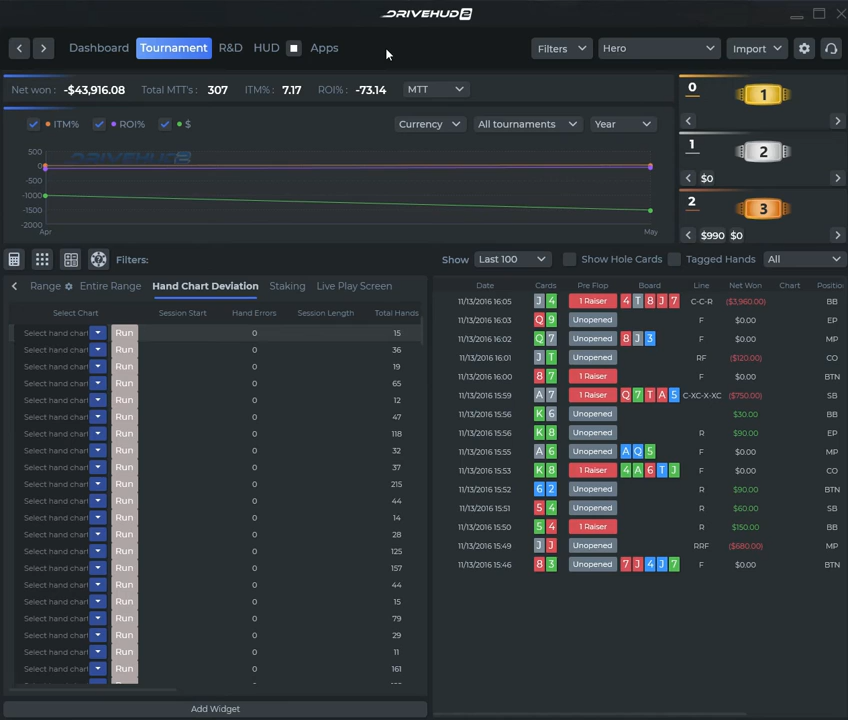 DRIVEHUD 2
Dashboard Tournament R&D HUD Apps Filters Hero Import
Net won : -$43,916.08 Total MTT's : 307 ITM% : 7.17 ROI% : -73.14 MTT
ITM% ROI% $ Currency All tournaments Year
500
0
-500
-1000
-1500
-2000
Apr May
DRIVEHUD 2
0 1
1 2
$0
2 3
$990 $0
Filters: Show Last 100 Show Hole Cards Tagged Hands All
Range Entire Range Hand Chart Deviation Staking Live Play Screen
Select Chart Session Start Hand Errors Session Length Total Hands
Select hand chart Run 0 15
Select hand chart Run 0 36
Select hand chart Run 0 19
Select hand chart Run 0 65
Select hand chart Run 0 12
Select hand chart Run 0 47
Select hand chart Run 0 118
Select hand chart Run 0 32
Select hand chart Run 0 37
Select hand chart Run 0 215
Select hand chart Run 0 44
Select hand chart Run 0 14
Select hand chart Run 0 28
Select hand chart Run 0 125
Select hand chart Run 0 157
Select hand chart Run 0 44
Select hand chart Run 0 15
Select hand chart Run 0 79
Select hand chart Run 0 29
Select hand chart Run 0 11
Select hand chart Run 0 161
Add Widget
Date Cards Pre Flop Board Line Net Won Chart Positio
11/13/2016 16:05 J 4 1 Raiser 4 T 8 J 7 C-C-R ($3,960.00) BB
11/13/2016 16:03 Q 9 Unopened F $0.00 EP
11/13/2016 16:02 Q 7 Unopened 8 J 3 F $0.00 MP
11/13/2016 16:01 J T Unopened RF ($120.00) CO
11/13/2016 16:00 8 7 1 Raiser F $0.00 BTN
11/13/2016 15:59 A 7 1 Raiser Q 7 T A 5 C-XC-X-XC ($750.00) SB
11/13/2016 15:56 K 6 Unopened $30.00 BB
11/13/2016 15:56 K 8 Unopened R $90.00 EP
11/13/2016 15:55 A 6 Unopened A Q 5 F $0.00 MP
11/13/2016 15:53 K 8 1 Raiser 4 A 6 T J F $0.00 CO
11/13/2016 15:52 6 2 Unopened R $90.00 BTN
11/13/2016 15:51 5 4 Unopened R $60.00 SB
11/13/2016 15:50 5 4 1 Raiser R $150.00 BB
11/13/2016 15:49 J J Unopened RRF ($680.00) MP
11/13/2016 15:46 8 3 Unopened 7 J 4 J 7 F $0.00 BTN